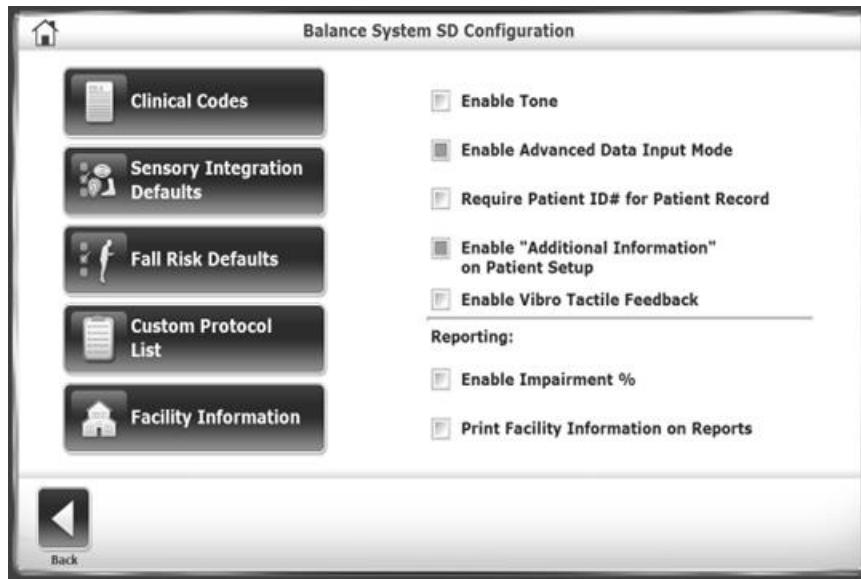 Balance System SD Configuration
Clinical Codes
Sensory Integration
Defaults
Fall Risk Defaults
Custom Protocol
List
Facility Information
Enable Tone
Enable Advanced Data Input Mode
Require Patient ID# for Patient Record
Enable "Additional Information"
on Patient Setup
Enable Vibro Tactile Feedback
Reporting:
Enable Impairment %
Print Facility Information on Reports
Back